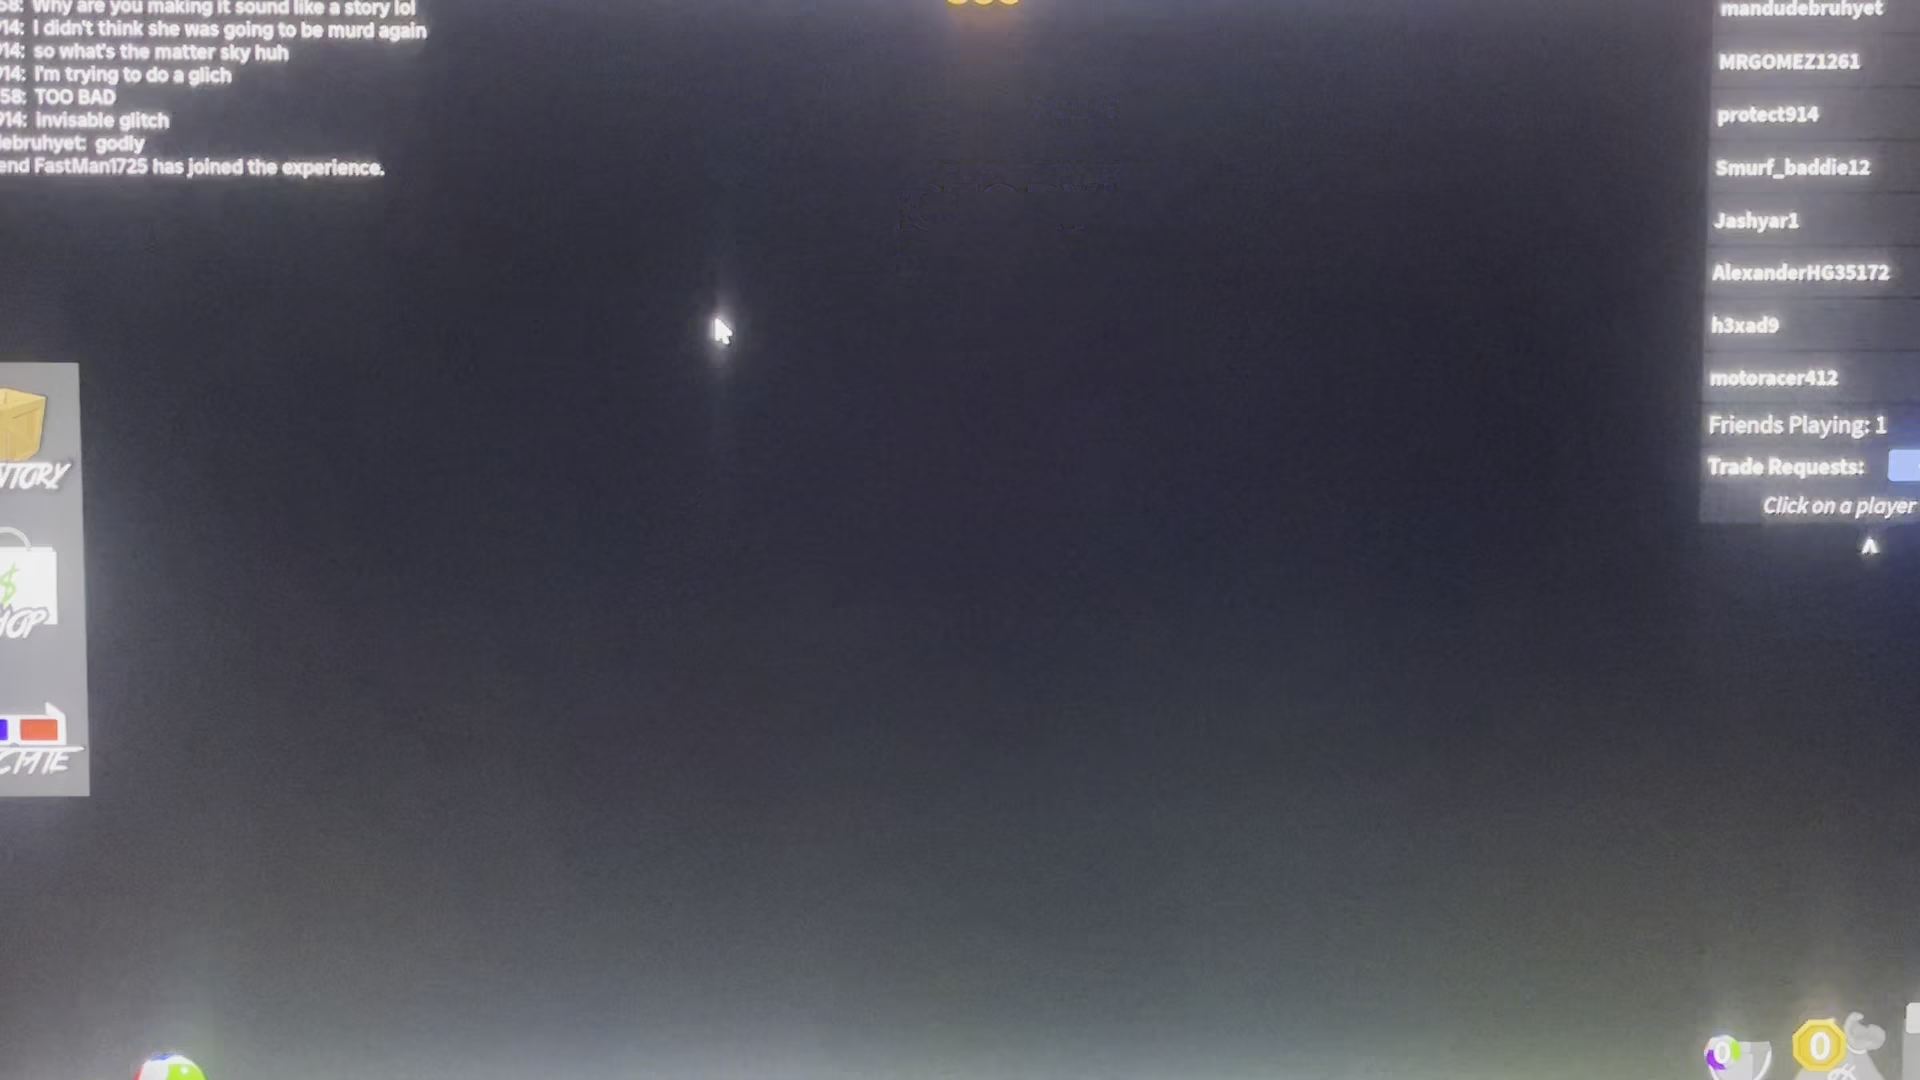 58: Why are you making it sound like a story lol
914: I didn't think she was going to be murd again
914: so what's the matter sky huh
914: I'm trying to do a glich
58: TOO BAD
914: Invisable glitch
debruhyet: godly
end FastMan1725 has joined the experience.
mandudebruhyet
MRGOMEZ1261
protect914
Smurf_baddie12
Jashyar1
AlexanderHG35172
h3xad9
motoracer412
Friends Playing: 1
Trade Requests:
Click on a player
^
NTORY
$
HOP
CTATE
0
0